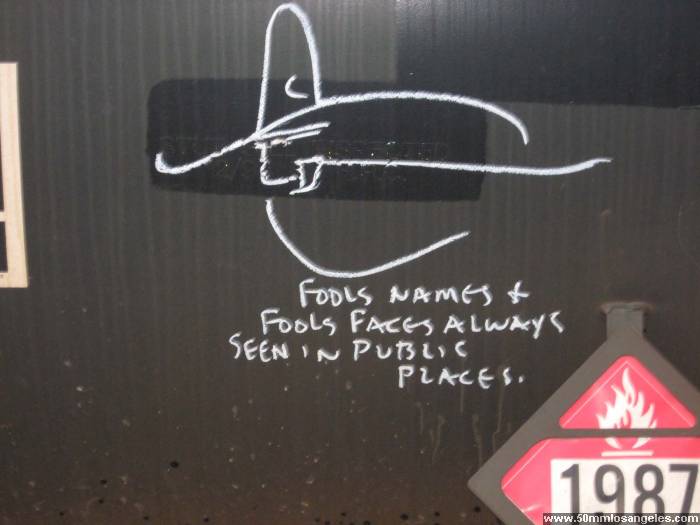 C
FOOLS NAMES &
FOOLS FACES ALWAYS
SEEN IN PUBLIC
PLACES.
1987
www.50mmlosangeles.com